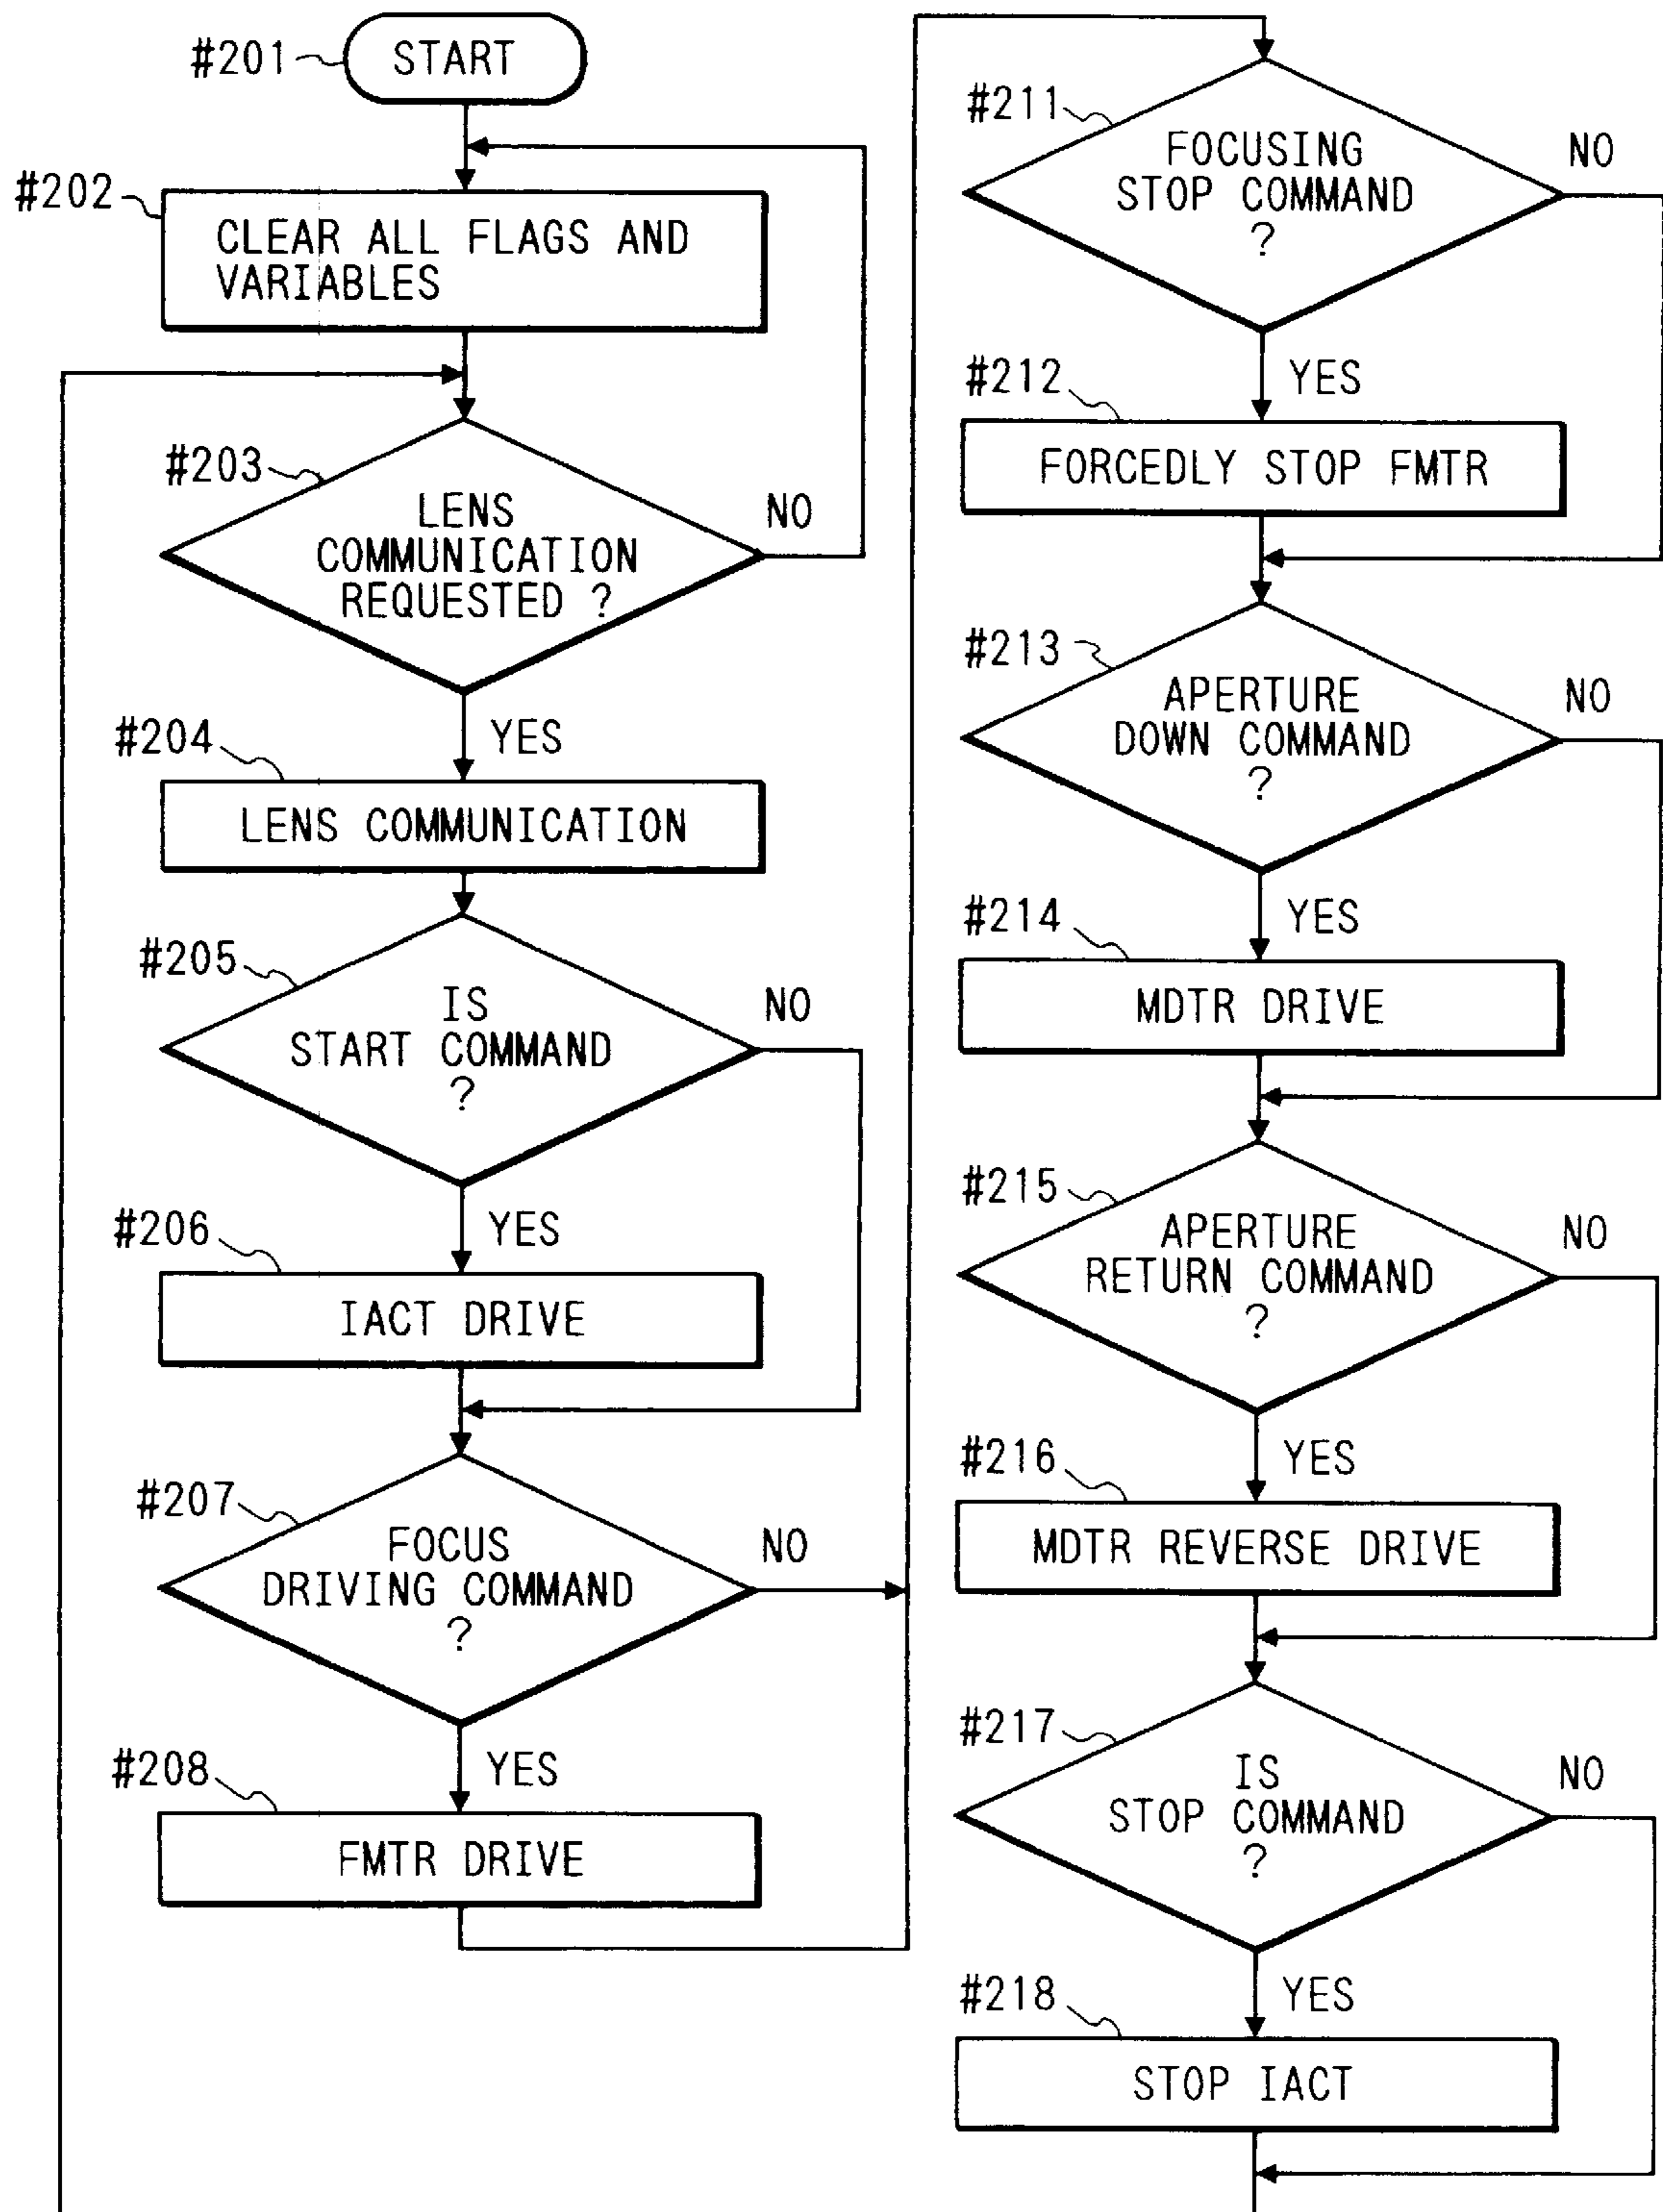 #201
START
#202
CLEAR ALL FLAGS AND
VARIABLES
#203
LENS
COMMUNICATION
REQUESTED ?
NO
YES
#204
LENS COMMUNICATION
#205
IS
START COMMAND
?
NO
YES
#206
IACT DRIVE
#207
FOCUS
DRIVING COMMAND
?
NO
YES
#208
FMTR DRIVE
#211
FOCUSING
STOP COMMAND
?
NO
YES
#212
FORCEDLY STOP FMTR
#213
APERTURE
DOWN COMMAND
?
NO
YES
#214
MDTR DRIVE
#215
APERTURE
RETURN COMMAND
?
NO
YES
#216
MDTR REVERSE DRIVE
#217
IS
STOP COMMAND
?
NO
YES
#218
STOP IACT